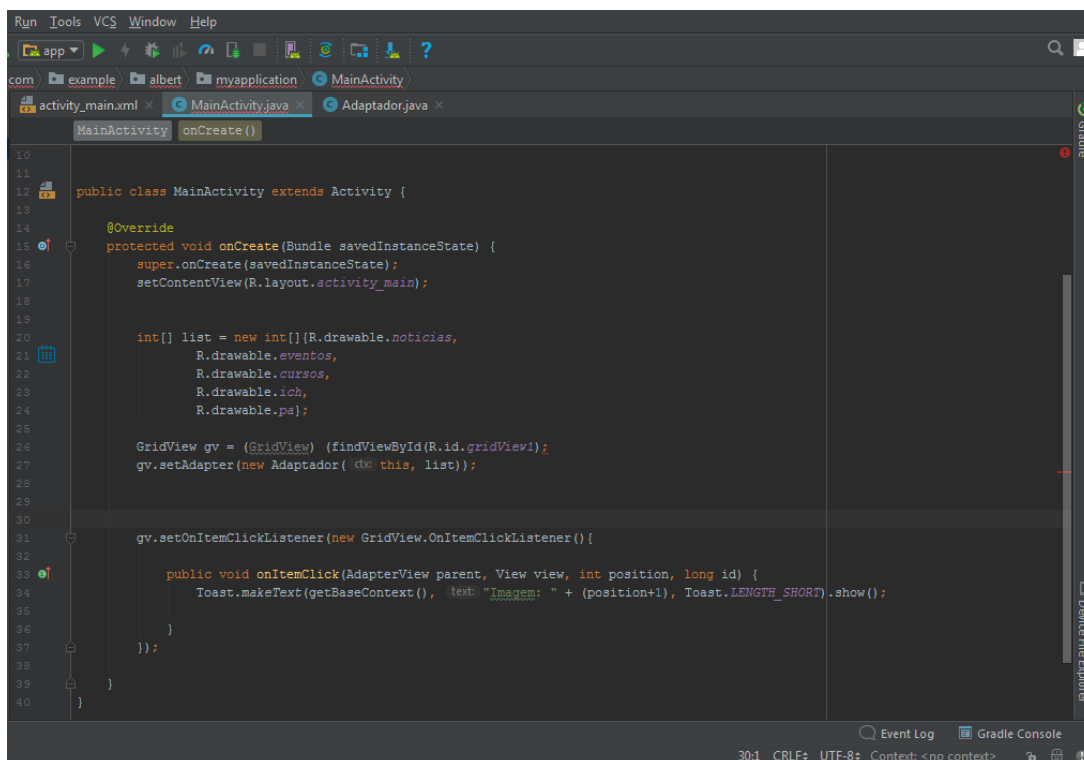 Run Tools VCS Window Help
app
com example albert myapplication MainActivity
activity_main.xml MainActivity.java Adaptador.java
MainActivity onCreate()
10
11
12 public class MainActivity extends Activity {
13
14 @Override
15 protected void onCreate(Bundle savedInstanceState) {
16 super.onCreate(savedInstanceState);
17 setContentView(R.layout.activity_main);
18
19
20 int[] list = new int[]{R.drawable.noticias,
21 R.drawable.eventos,
22 R.drawable.cursos,
23 R.drawable.ich,
24 R.drawable.pa};
25
26 GridView gv = (GridView) (findViewById(R.id.gridView1);
27 gv.setAdapter(new Adaptador( ctx: this, list));
28
29
30
31 gv.setOnItemClickListener(new GridView.OnItemClickListener(){
32
33 public void onItemClick(AdapterView parent, View view, int position, long id) {
34 Toast.makeText(getBaseContext(), text: "Imagem: " + (position+1), Toast.LENGTH_SHORT).show();
35
36 }
37 });
38
39 }
40 }
Gradle
Device File Explorer
Event Log Gradle Console
30:1 CRLF UTF-8 Context: <no context>